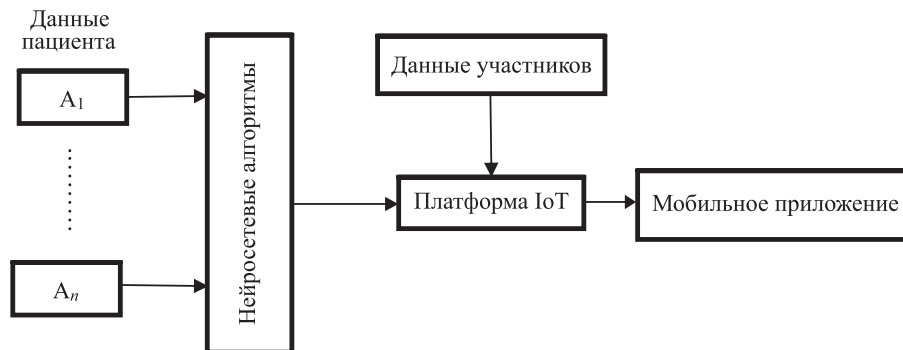 Данные
пациента
A1
Нейросетевые алгоритмы
Данные участников
Платформа IoT
Мобильное приложение
An